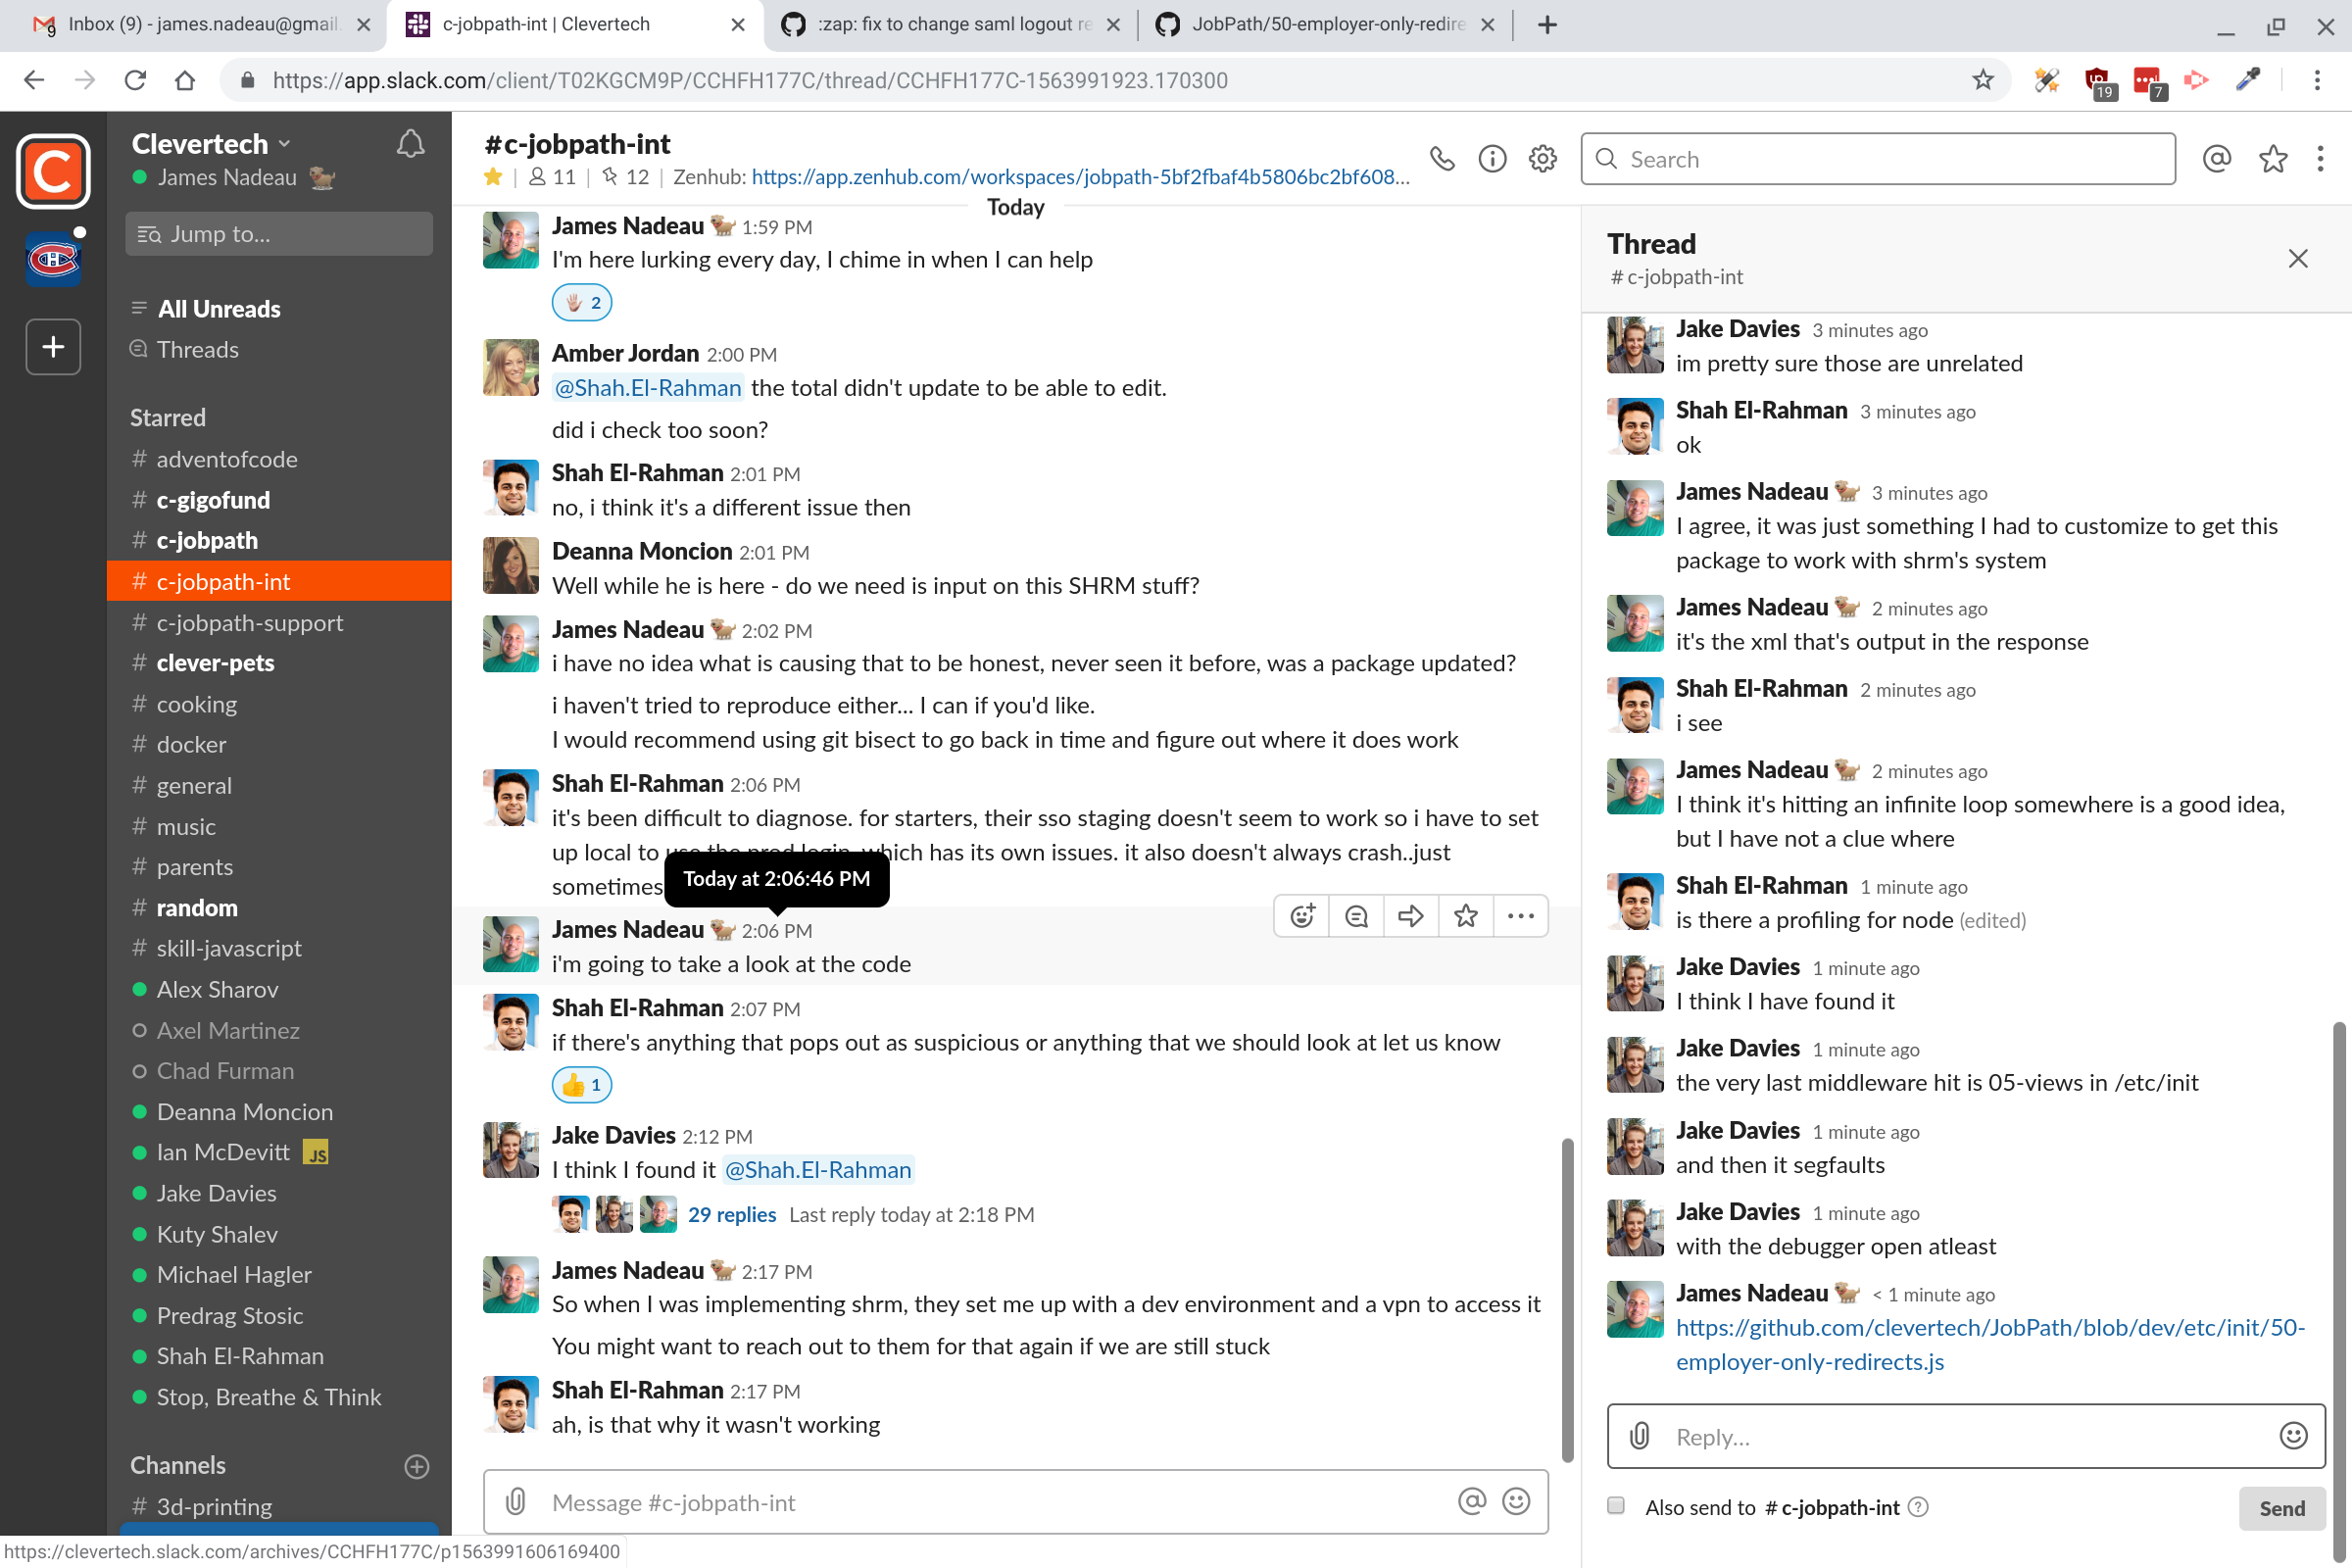 Inbox (9) - james.nadeau@gmail.
c-jobpath-int | Clevertech
:zap: fix to change saml logout re
JobPath/50-employer-only-redire
https://app.slack.com/client/T02KGCM9P/CCHFH177C/thread/CCHFH177C-1563991923.170300
19
7
Clevertech
James Nadeau
Jump to...
All Unreads
Threads
Starred
# adventofcode
# c-gigofund
# c-jobpath
# c-jobpath-int
# c-jobpath-support
# clever-pets
# cooking
# docker
# general
# music
# parents
# random
# skill-javascript
Alex Sharov
Axel Martinez
Chad Furman
Deanna Moncion
Ian McDevitt JS
Jake Davies
Kuty Shalev
Michael Hagler
Predrag Stosic
Shah El-Rahman
Stop, Breathe & Think
Channels
# 3d-printing
#c-jobpath-int
11 | 12 | Zenhub: https://app.zenhub.com/workspaces/jobpath-5bf2fbaf4b5806bc2bf608...
Search
Today
James Nadeau 1:59 PM
I'm here lurking every day, I chime in when I can help
2
Amber Jordan 2:00 PM
@Shah.El-Rahman the total didn't update to be able to edit.
did i check too soon?
Shah El-Rahman 2:01 PM
no, i think it's a different issue then
Deanna Moncion 2:01 PM
Well while he is here - do we need is input on this SHRM stuff?
James Nadeau 2:02 PM
i have no idea what is causing that to be honest, never seen it before, was a package updated?
i haven't tried to reproduce either... I can if you'd like.
I would recommend using git bisect to go back in time and figure out where it does work
Shah El-Rahman 2:06 PM
it's been difficult to diagnose. for starters, their sso staging doesn't seem to work so i have to set
up local to use the prod login, which has its own issues. it also doesn't always crash..just
sometimes
Today at 2:06:46 PM
James Nadeau 2:06 PM
i'm going to take a look at the code
Shah El-Rahman 2:07 PM
if there's anything that pops out as suspicious or anything that we should look at let us know
1
Jake Davies 2:12 PM
I think I found it @Shah.El-Rahman
29 replies Last reply today at 2:18 PM
James Nadeau 2:17 PM
So when I was implementing shrm, they set me up with a dev environment and a vpn to access it
You might want to reach out to them for that again if we are still stuck
Shah El-Rahman 2:17 PM
ah, is that why it wasn't working
Message #c-jobpath-int
Thread
# c-jobpath-int
Jake Davies 3 minutes ago
im pretty sure those are unrelated
Shah El-Rahman 3 minutes ago
ok
James Nadeau 3 minutes ago
I agree, it was just something I had to customize to get this
package to work with shrm's system
James Nadeau 2 minutes ago
it's the xml that's output in the response
Shah El-Rahman 2 minutes ago
i see
James Nadeau 2 minutes ago
I think it's hitting an infinite loop somewhere is a good idea,
but I have not a clue where
Shah El-Rahman 1 minute ago
is there a profiling for node (edited)
Jake Davies 1 minute ago
I think I have found it
Jake Davies 1 minute ago
the very last middleware hit is 05-views in /etc/init
Jake Davies 1 minute ago
and then it segfaults
Jake Davies 1 minute ago
with the debugger open atleast
James Nadeau < 1 minute ago
https://github.com/clevertech/JobPath/blob/dev/etc/init/50-
employer-only-redirects.js
Reply...
Also send to # c-jobpath-int
Send
https://clevertech.slack.com/archives/CCHFH177C/p1563991606169400